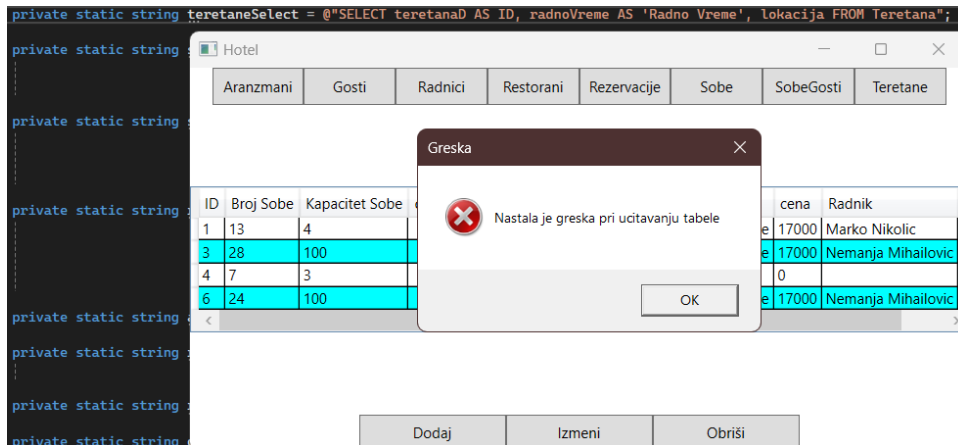 private static string teretaneSelect = @"SELECT teretanaD AS ID, radnoVreme AS 'Radno Vreme', lokacija FROM Teretana";
private static string
Hotel
Aranzmani Gosti Radnici Restorani Rezervacije Sobe SobeGosti Teretane
private static string
Greska
Nastala je greska pri ucitavanju tabele
OK
private static string
ID Broj Sobe Kapacitet Sobe cena Radnik
1 13 4 e 17000 Marko Nikolic
3 28 100 e 17000 Nemanja Mihailovic
4 7 3 0
6 24 100 e 17000 Nemanja Mihailovic
private static string
private static string
private static string
Dodaj Izmeni Obriši
private static string